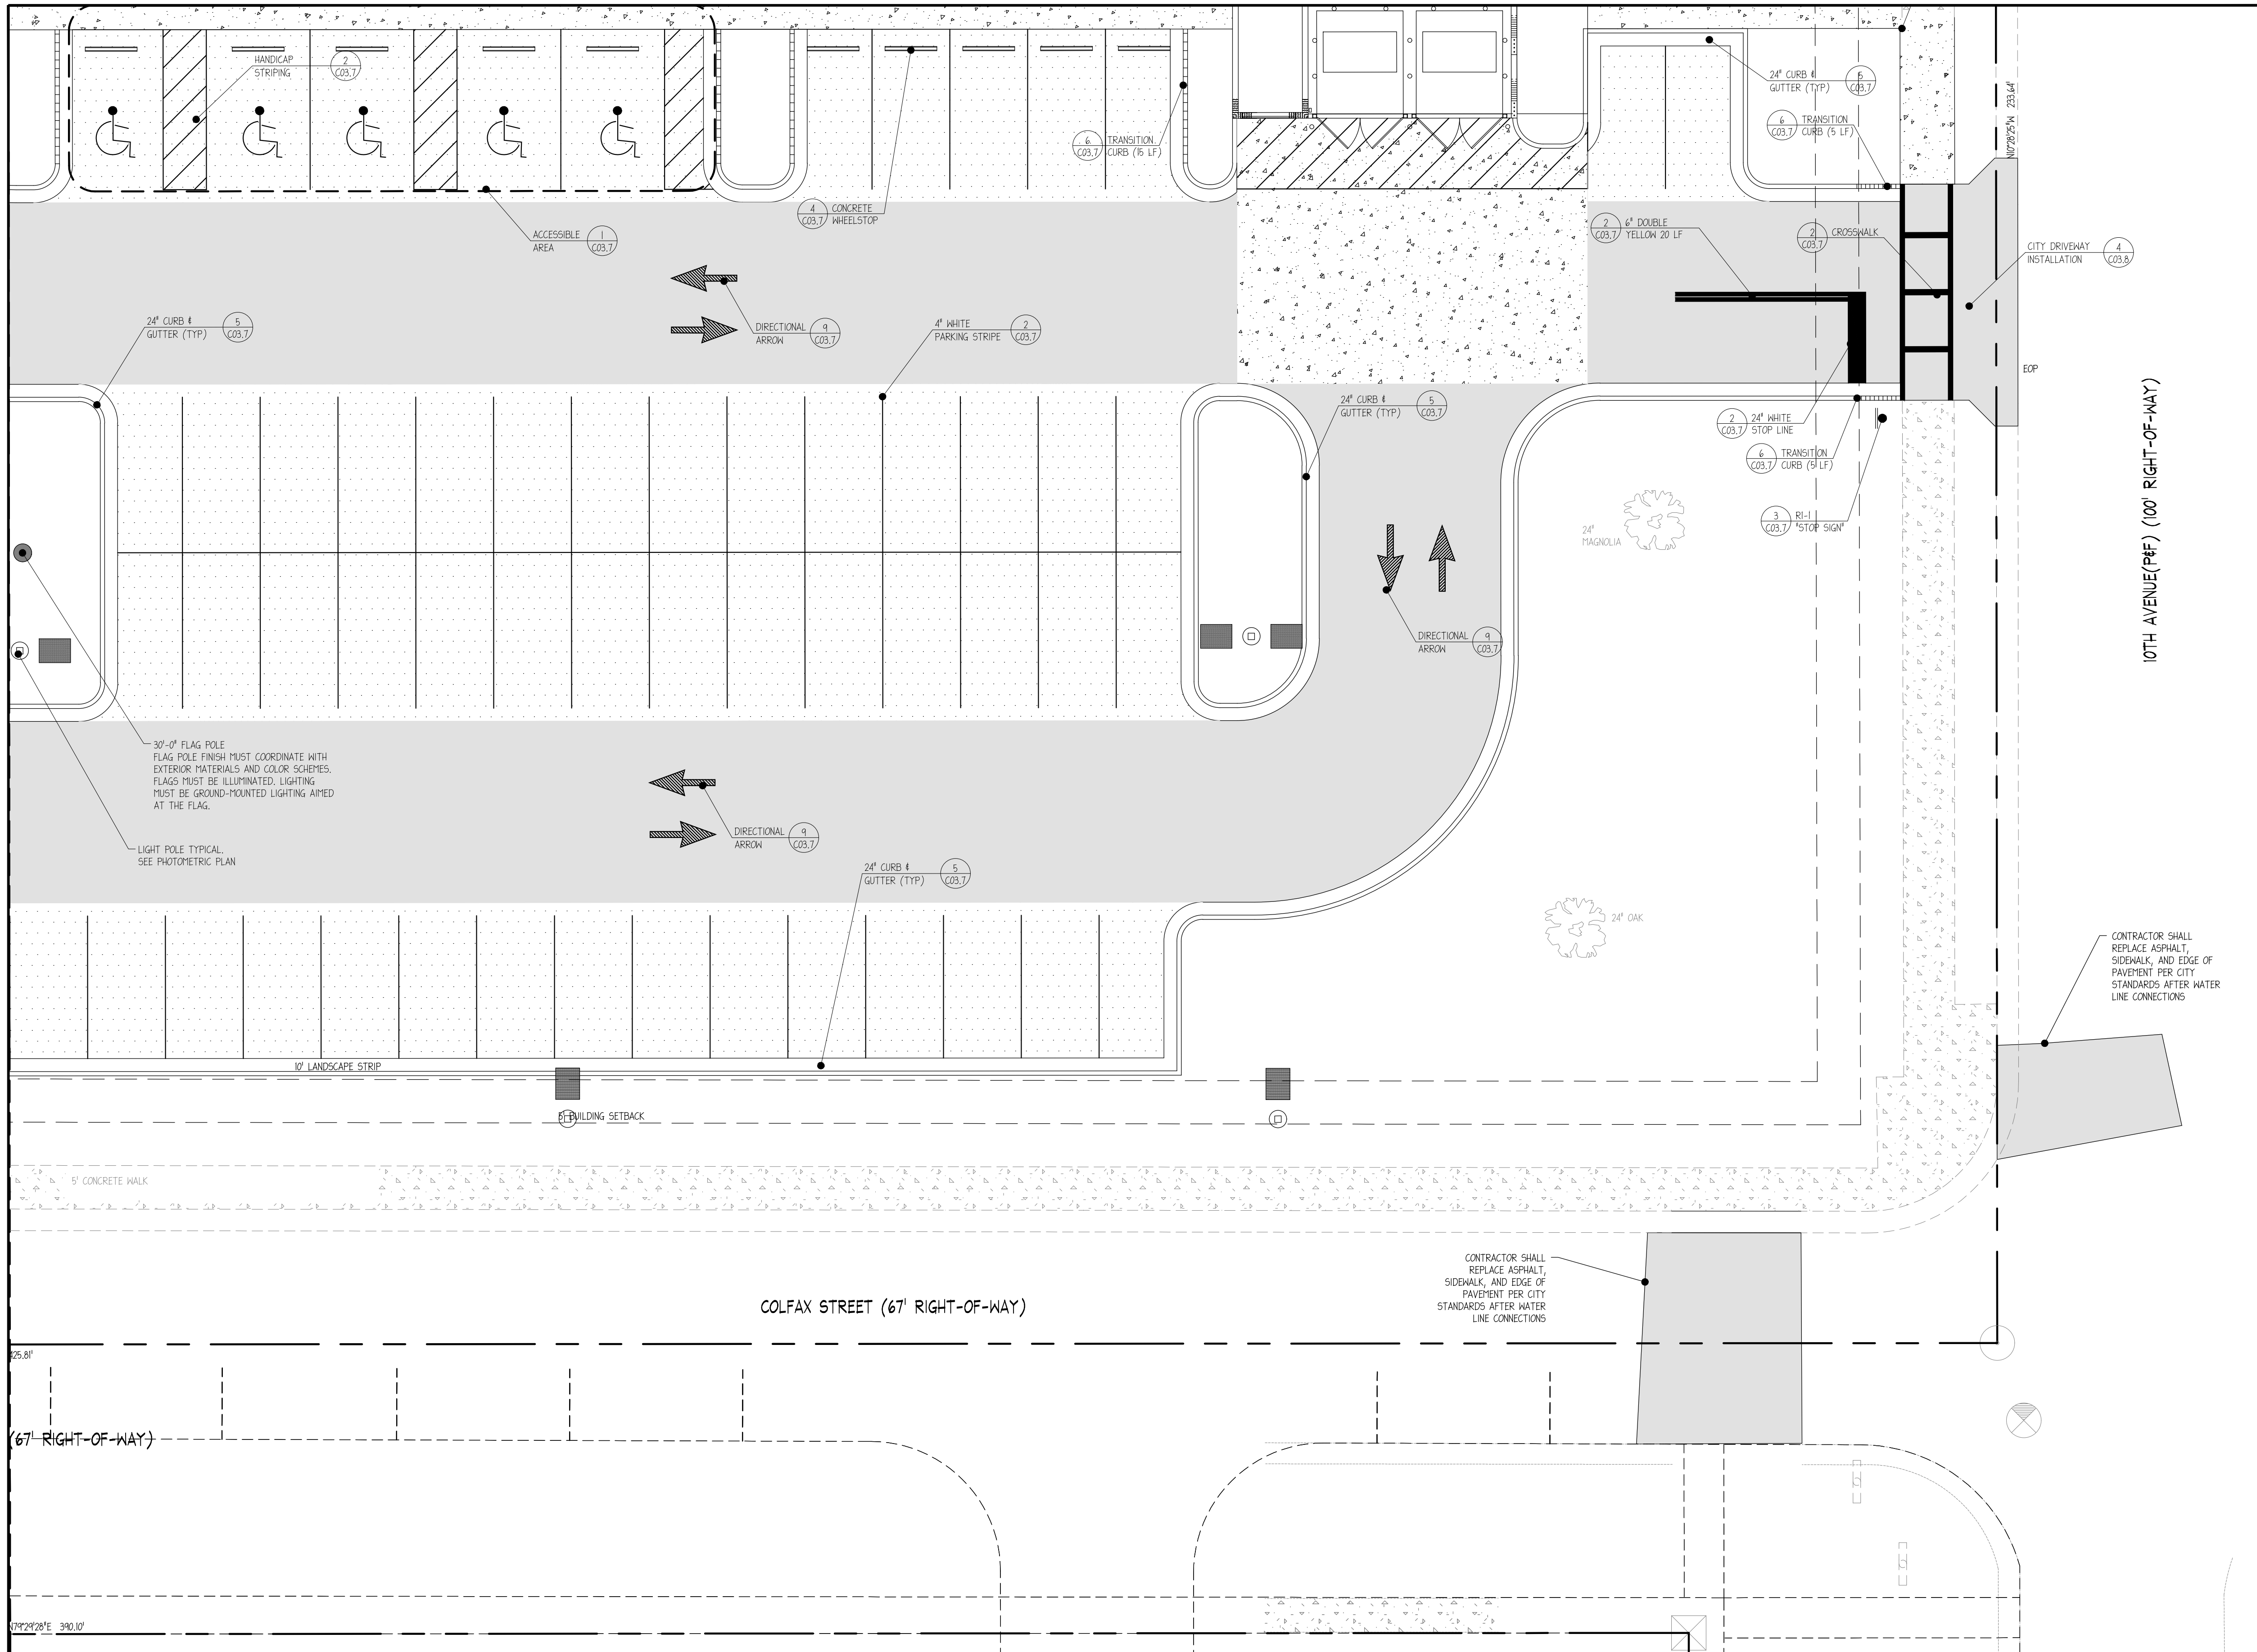 HANDICAP
STRIPING
2
C03.7
24" CURB &
GUTTER (TYP)
5
C03.7
6
C03.7
TRANSITION
CURB (5 LF)
N10°28'25"W 233.64'
6
C03.7
TRANSITION
CURB (15 LF)
4
C03.7
CONCRETE
WHEELSTOP
ACCESSIBLE
AREA
1
C03.7
2
C03.7
6" DOUBLE
YELLOW 20 LF
2
C03.7
CROSSWALK
CITY DRIVEWAY
INSTALLATION
4
C03.8
24" CURB &
GUTTER (TYP)
5
C03.7
DIRECTIONAL
ARROW
9
C03.7
4" WHITE
PARKING STRIPE
2
C03.7
EOP
24" CURB &
GUTTER (TYP)
5
C03.7
2
C03.7
24" WHITE
STOP LINE
6
C03.7
TRANSITION
CURB (5 LF)
3
C03.7
R1-1
"STOP SIGN"
24"
MAGNOLIA
10TH AVENUE(P&F) (100' RIGHT-OF-WAY)
DIRECTIONAL
ARROW
9
C03.7
30'-0" FLAG POLE
FLAG POLE FINISH MUST COORDINATE WITH
EXTERIOR MATERIALS AND COLOR SCHEMES.
FLAGS MUST BE ILLUMINATED. LIGHTING
MUST BE GROUND-MOUNTED LIGHTING AIMED
AT THE FLAG.
LIGHT POLE TYPICAL.
SEE PHOTOMETRIC PLAN
DIRECTIONAL
ARROW
9
C03.7
24" CURB &
GUTTER (TYP)
5
C03.7
24" OAK
CONTRACTOR SHALL
REPLACE ASPHALT,
SIDEWALK, AND EDGE OF
PAVEMENT PER CITY
STANDARDS AFTER WATER
LINE CONNECTIONS
10' LANDSCAPE STRIP
5' BUILDING SETBACK
5' CONCRETE WALK
CONTRACTOR SHALL
REPLACE ASPHALT,
SIDEWALK, AND EDGE OF
PAVEMENT PER CITY
STANDARDS AFTER WATER
LINE CONNECTIONS
COLFAX STREET (67' RIGHT-OF-WAY)
25.81'
(67' RIGHT-OF-WAY)
N79°29'28"E 390.10'